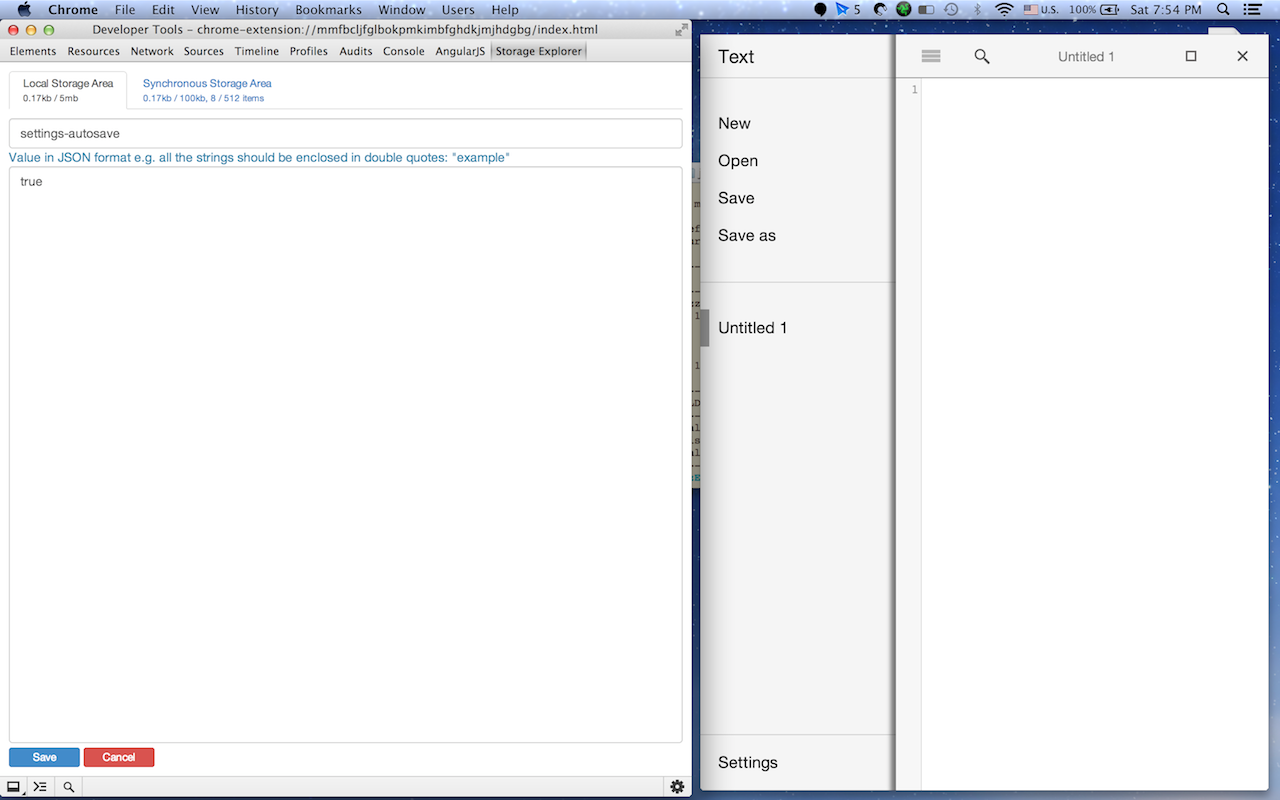 Chrome File Edit View History Bookmarks Window Users Help 5 U.S. 100% Sat 7:54 PM
Developer Tools – chrome-extension://mmfbcljfglbokpmkimbfghdkjmjhdgbg/index.html
Elements Resources Network Sources Timeline Profiles Audits Console AngularJS Storage Explorer
Local Storage Area
0.17kb / 5mb
Synchronous Storage Area
0.17kb / 100kb, 8 / 512 items
settings-autosave
Value in JSON format e.g. all the strings should be enclosed in double quotes: "example"
true
Save Cancel
Text
New
Open
Save
Save as
Untitled 1
Settings
Untitled 1
1